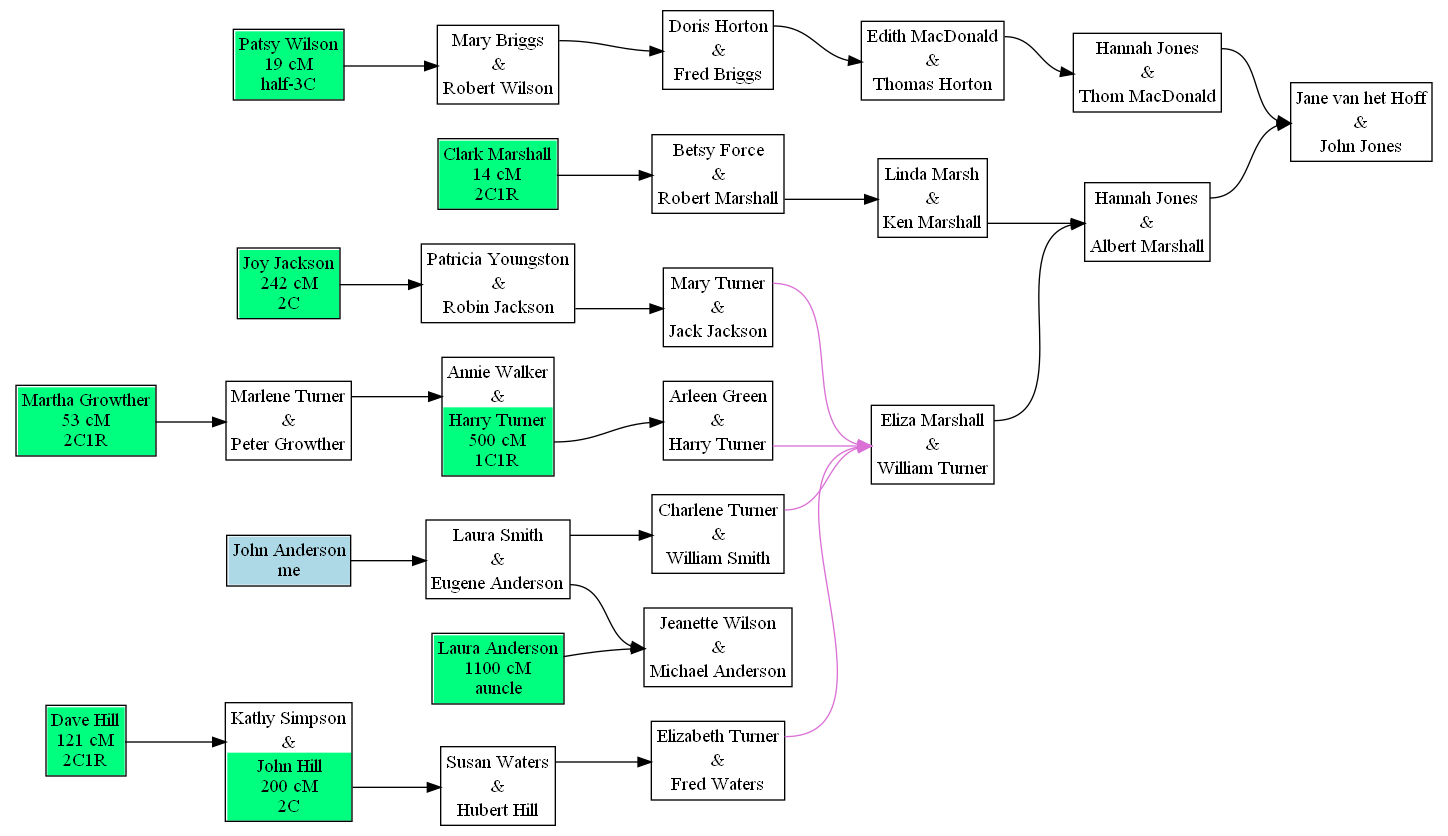 Patsy Wilson
19 cM
half-3C
Mary Briggs
&
Robert Wilson
Doris Horton
&
Fred Briggs
Edith MacDonald
&
Thomas Horton
Hannah Jones
&
Thom MacDonald
Jane van het Hoff
&
John Jones
Clark Marshall
14 cM
2C1R
Betsy Force
&
Robert Marshall
Linda Marsh
&
Ken Marshall
Hannah Jones
&
Albert Marshall
Joy Jackson
242 cM
2C
Patricia Youngston
&
Robin Jackson
Mary Turner
&
Jack Jackson
Martha Growther
53 cM
2C1R
Marlene Turner
&
Peter Growther
Annie Walker
&
Harry Turner
500 cM
1C1R
Arleen Green
&
Harry Turner
Eliza Marshall
&
William Turner
John Anderson
me
Laura Smith
&
Eugene Anderson
Charlene Turner
&
William Smith
Laura Anderson
1100 cM
auncle
Jeanette Wilson
&
Michael Anderson
Dave Hill
121 cM
2C1R
Kathy Simpson
&
John Hill
200 cM
2C
Susan Waters
&
Hubert Hill
Elizabeth Turner
&
Fred Waters